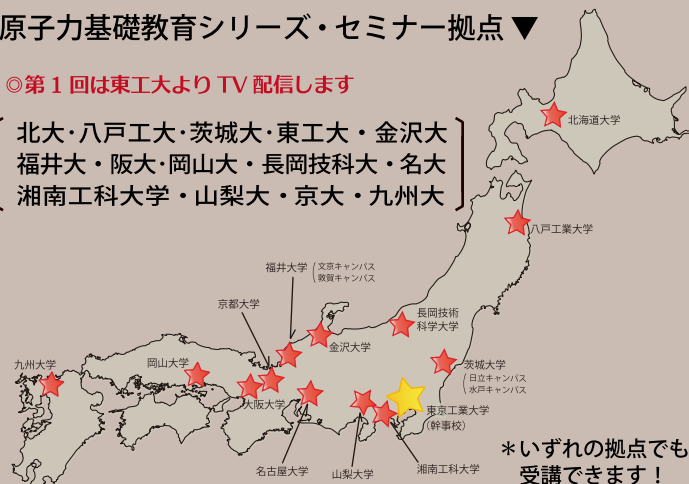 原子力基礎教育シリーズ・セミナー拠点▼
◎第1回は東工大よりTV配信します
北大・八戸工大・茨城大・東工大・金沢大
福井大・阪大・岡山大・長岡技科大・名大
湘南工科大学・山梨大・京大・九州大
北海道大学
八戸工業大学
福井大学 (文京キャンパス
敦賀キャンパス
京都大学
長岡技術
科学大学
金沢大学
九州大学
岡山大学
茨城大学
(日立キャンパス
水戸キャンパス
大阪大学
東京工業大学
(幹事校)
名古屋大学
山梨大学
湘南工科大学
＊いずれの拠点でも
受講できます！